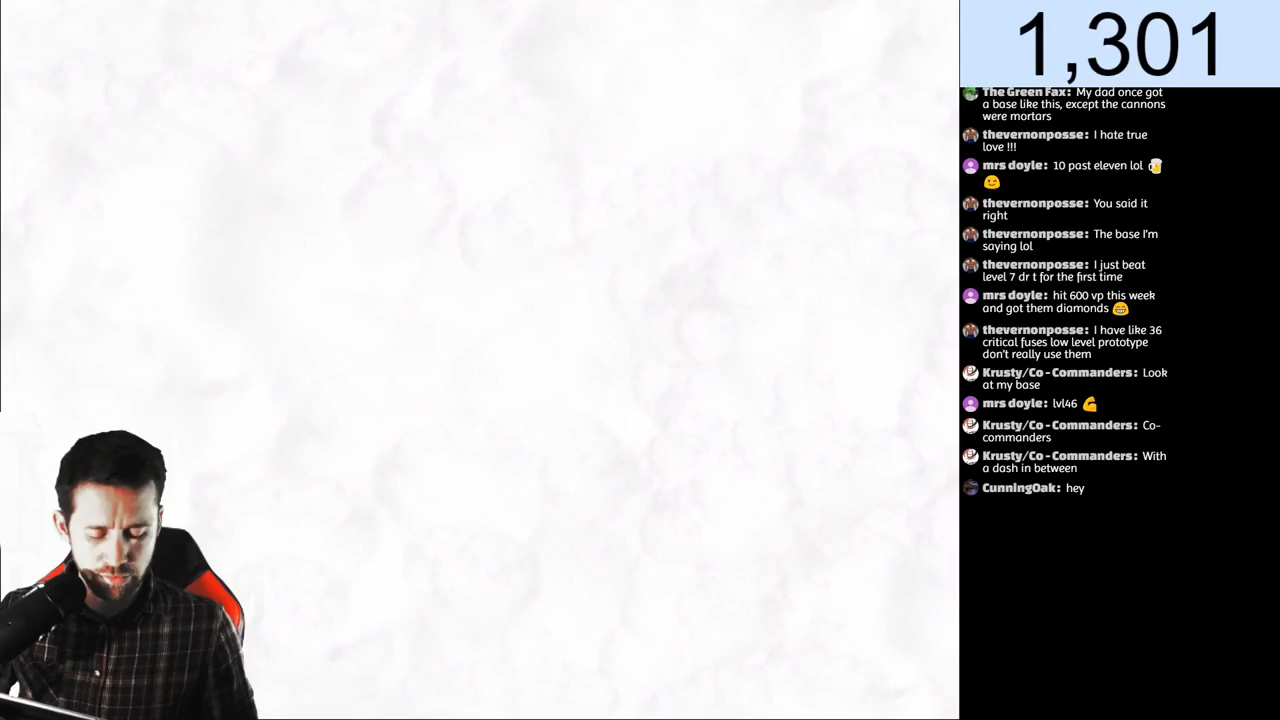 1,301
The Green Fax: My dad once got
a base like this, except the cannons
were mortars
thevernonposse: I hate true
love !!!
mrs doyle: 10 past eleven lol 🍺
😉
thevernonposse: You said it
right
thevernonposse: The base I'm
saying lol
thevernonposse: I just beat
level 7 dr t for the first time
mrs doyle: hit 600 vp this week
and got them diamonds 😂
thevernonposse: I have like 36
critical fuses low level prototype
don't really use them
Krusty/Co-Commanders: Look
at my base
mrs doyle: lvl46 💪
Krusty/Co-Commanders: Co-
commanders
Krusty/Co-Commanders: With
a dash in between
CunningOak: hey